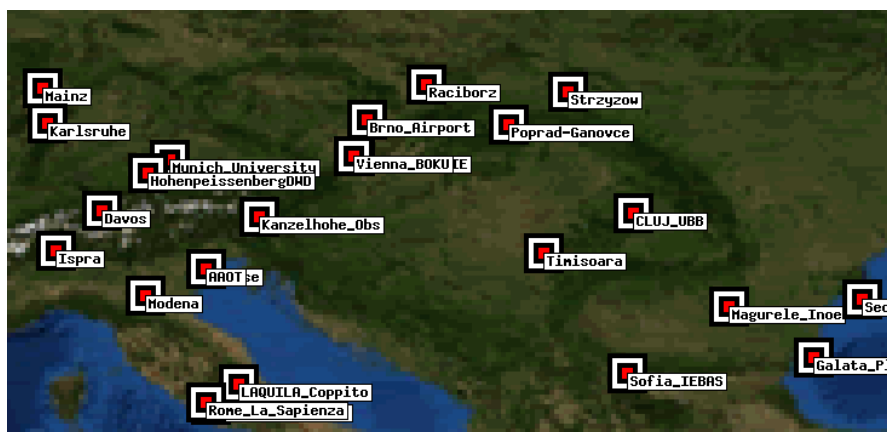 Raciborz
Mainz
Strzyzow
Karlsruhe
Brno_Airport
Poprad-Ganovce
Munich_University
Vienna_BOKU
HohenpeissenbergDWD
Davos
Kanzelhohe_Obs
CLUJ_UBB
Ispra
Timisoara
AAOT
Modena
Magurele_Inoe
Galata_Pl
Sofia_IEBAS
LAQUILA_Coppito
Rome_La_Sapienza